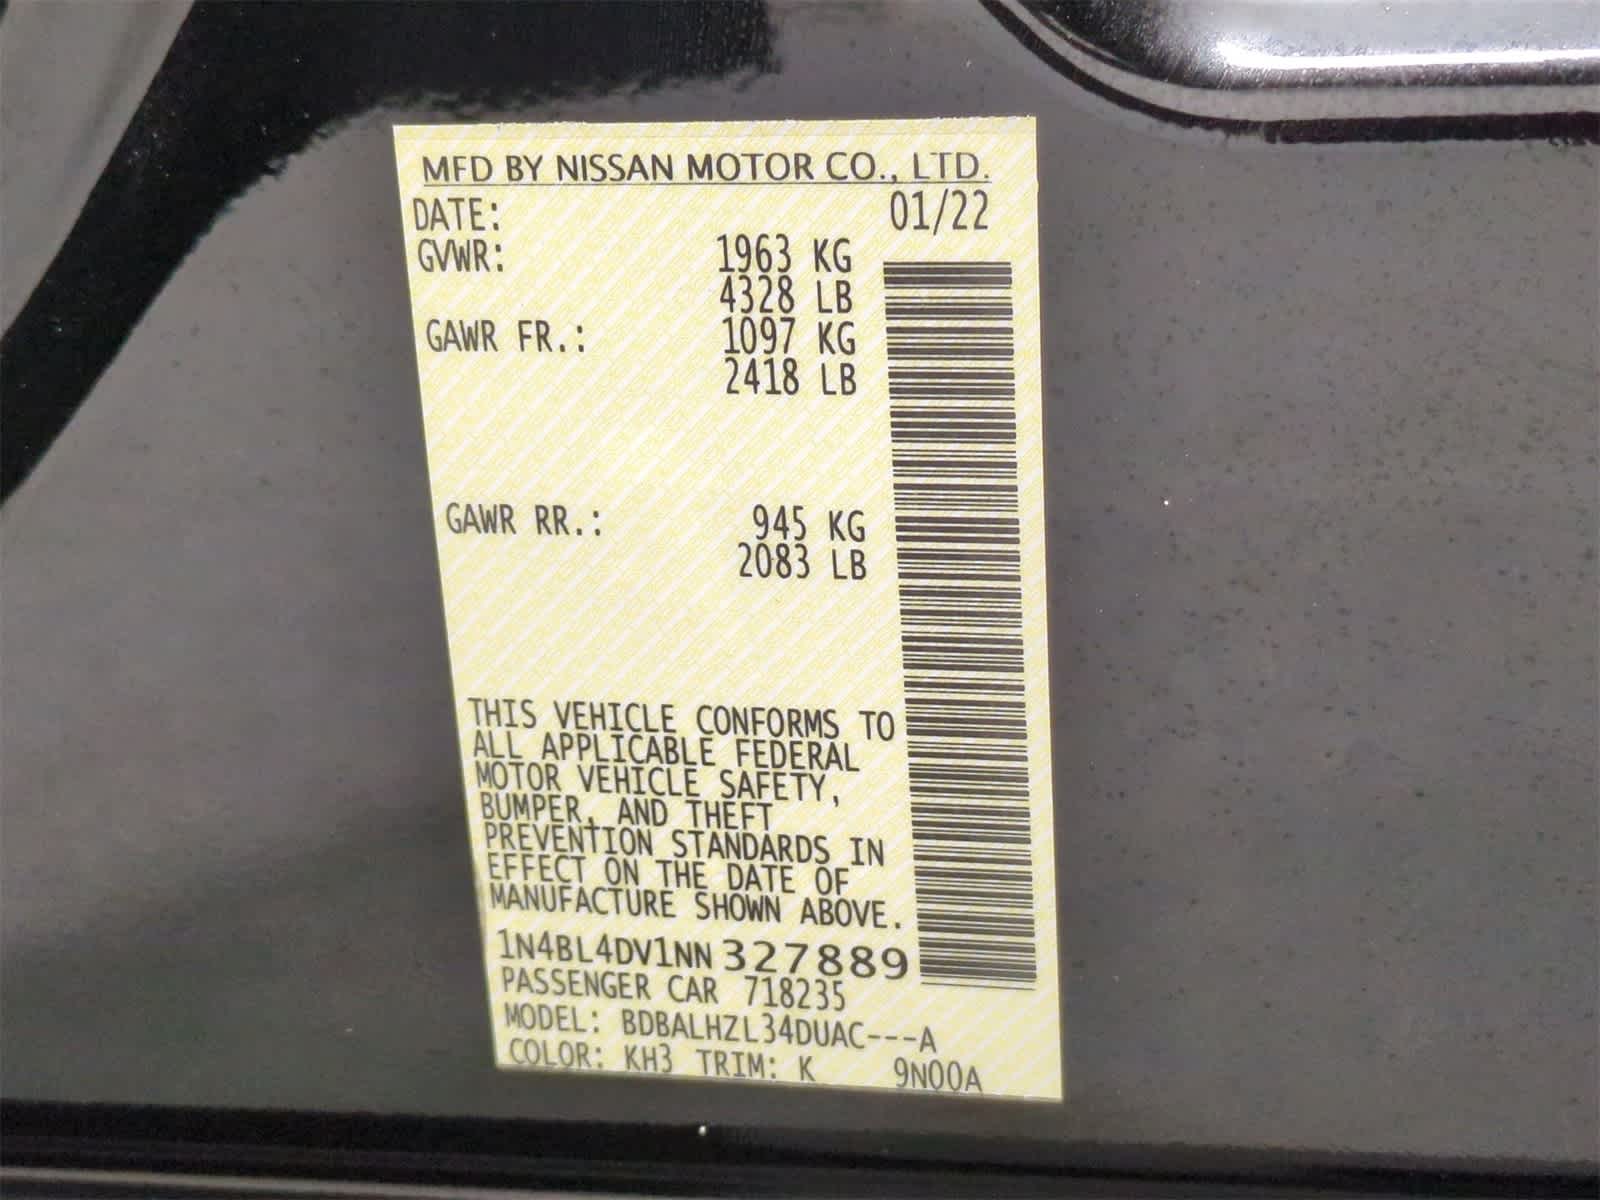 MFD BY NISSAN MOTOR CO., LTD.
DATE: 01/22
GVWR: 1963 KG
4328 LB
GAWR FR.: 1097 KG
2418 LB
GAWR RR.: 945 KG
2083 LB
THIS VEHICLE CONFORMS TO
ALL APPLICABLE FEDERAL
MOTOR VEHICLE SAFETY,
BUMPER, AND THEFT
PREVENTION STANDARDS IN
EFFECT ON THE DATE OF
MANUFACTURE SHOWN ABOVE.
1N4BL4DV1NN327889
PASSENGER CAR 718235
MODEL: BDBALHZL34DUAC---A
COLOR: KH3 TRIM: K 9N00A